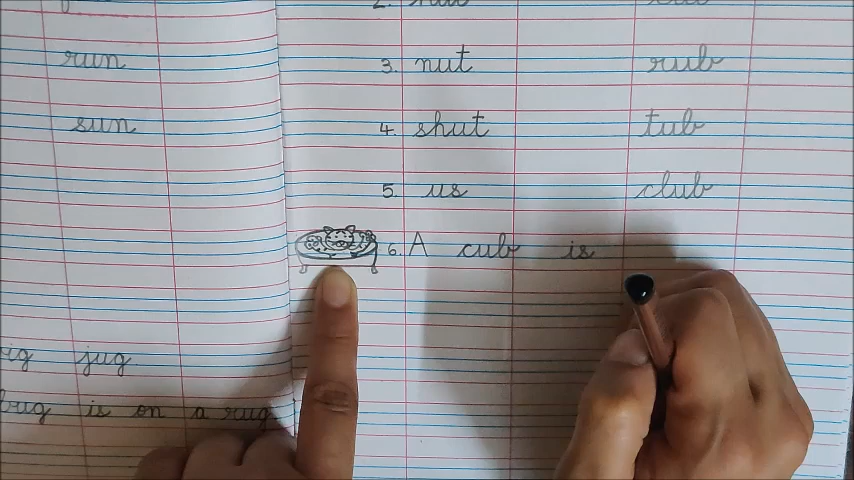 run
sun
ig jug
bug is on a rug
3. nut rub
4. shut tub
5. us club
6. A cub is